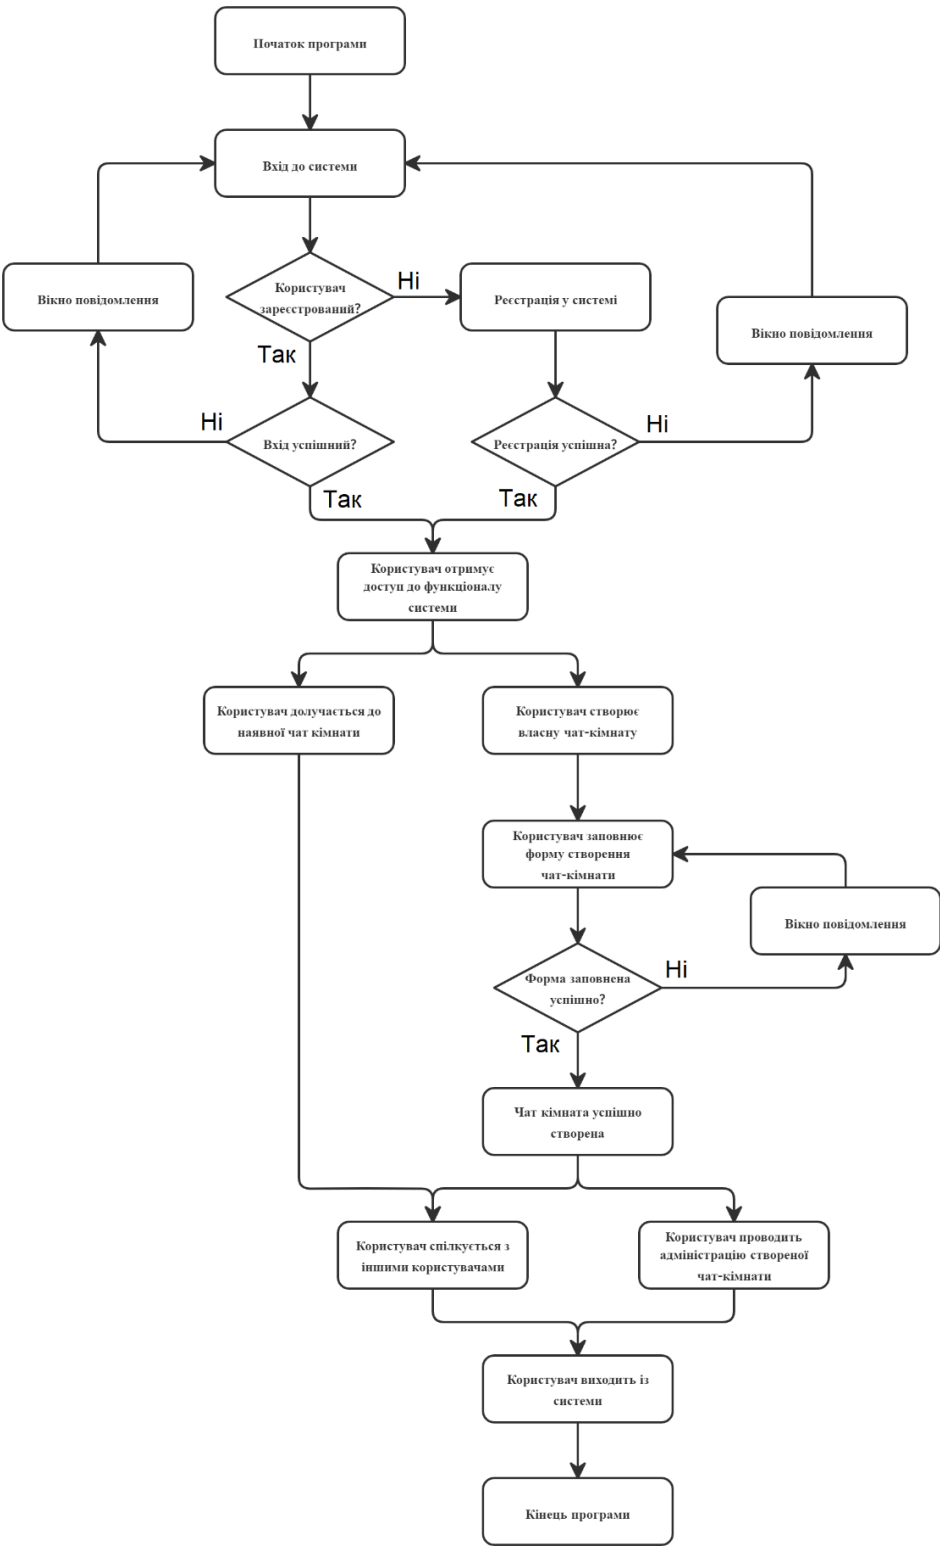 Початок програми
Вхід до системи
Вікно повідомлення
Користувач
зареєстрований?
Ні
Реєстрація у системі
Вікно повідомлення
Так
Ні
Вхід успішний?
Реєстрація успішна?
Ні
Так
Так
Користувач отримує
доступ до функціоналу
системи
Користувач долучається до
наявної чат кімнати
Користувач створює
власну чат-кімнату
Користувач заповнює
форму створення
чат-кімнати
Вікно повідомлення
Форма заповнена
успішно?
Ні
Так
Чат кімната успішно
створена
Користувач спілкується з
іншими користувачами
Користувач проводить
адміністрацію створеної
чат-кімнати
Користувач виходить із
системи
Кінець програми